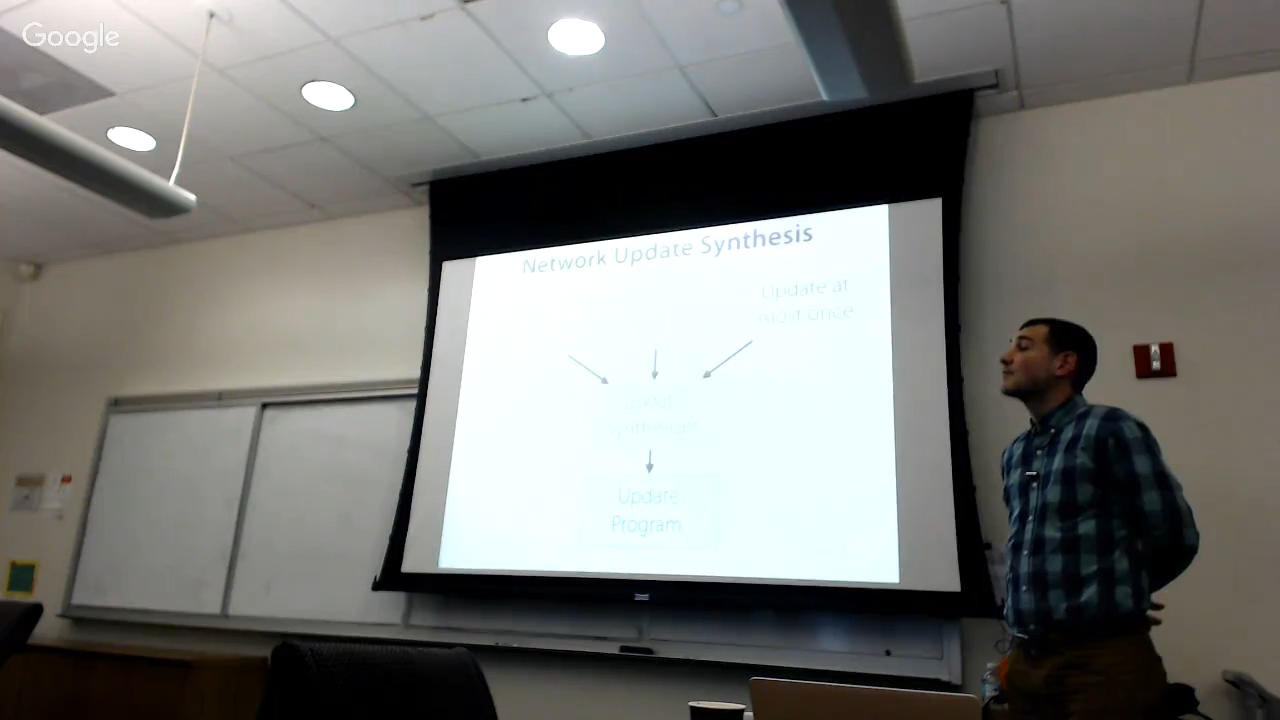 Google
Network Update Synthesis
Update at
most once
Update
Program